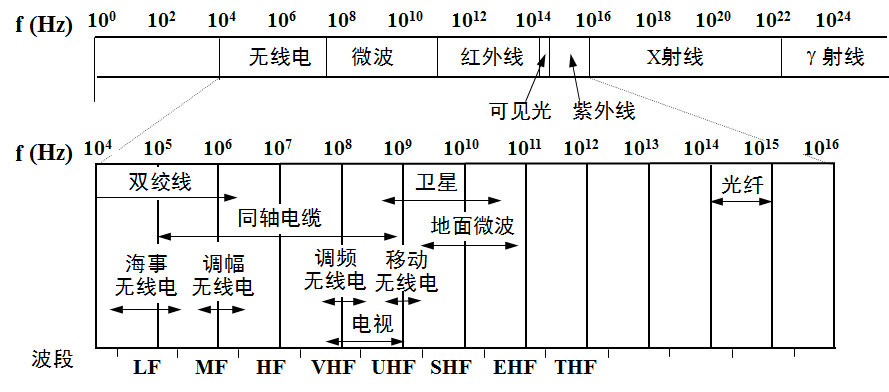 f (Hz) 10⁰ 10² 10⁴ 10⁶ 10⁸ 10¹⁰ 10¹² 10¹⁴ 10¹⁶ 10¹⁸ 10²⁰ 10²² 10²⁴
无线电 微波 红外线 X射线 γ射线
可见光 紫外线
f (Hz) 10⁴ 10⁵ 10⁶ 10⁷ 10⁸ 10⁹ 10¹⁰ 10¹¹ 10¹² 10¹³ 10¹⁴ 10¹⁵ 10¹⁶
双绞线 卫星 光纤
同轴电缆 地面微波
海事 调幅 调频 移动
无线电 无线电 无线电 无线电
电视
波段 LF MF HF VHF UHF SHF EHF THF